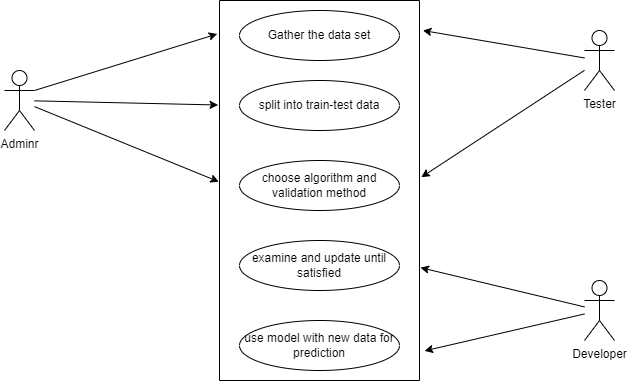 Gather the data set
split into train-test data
Adminr
Tester
choose algorithm and
validation method
examine and update until
satisfied
use model with new data for
prediction
Developer